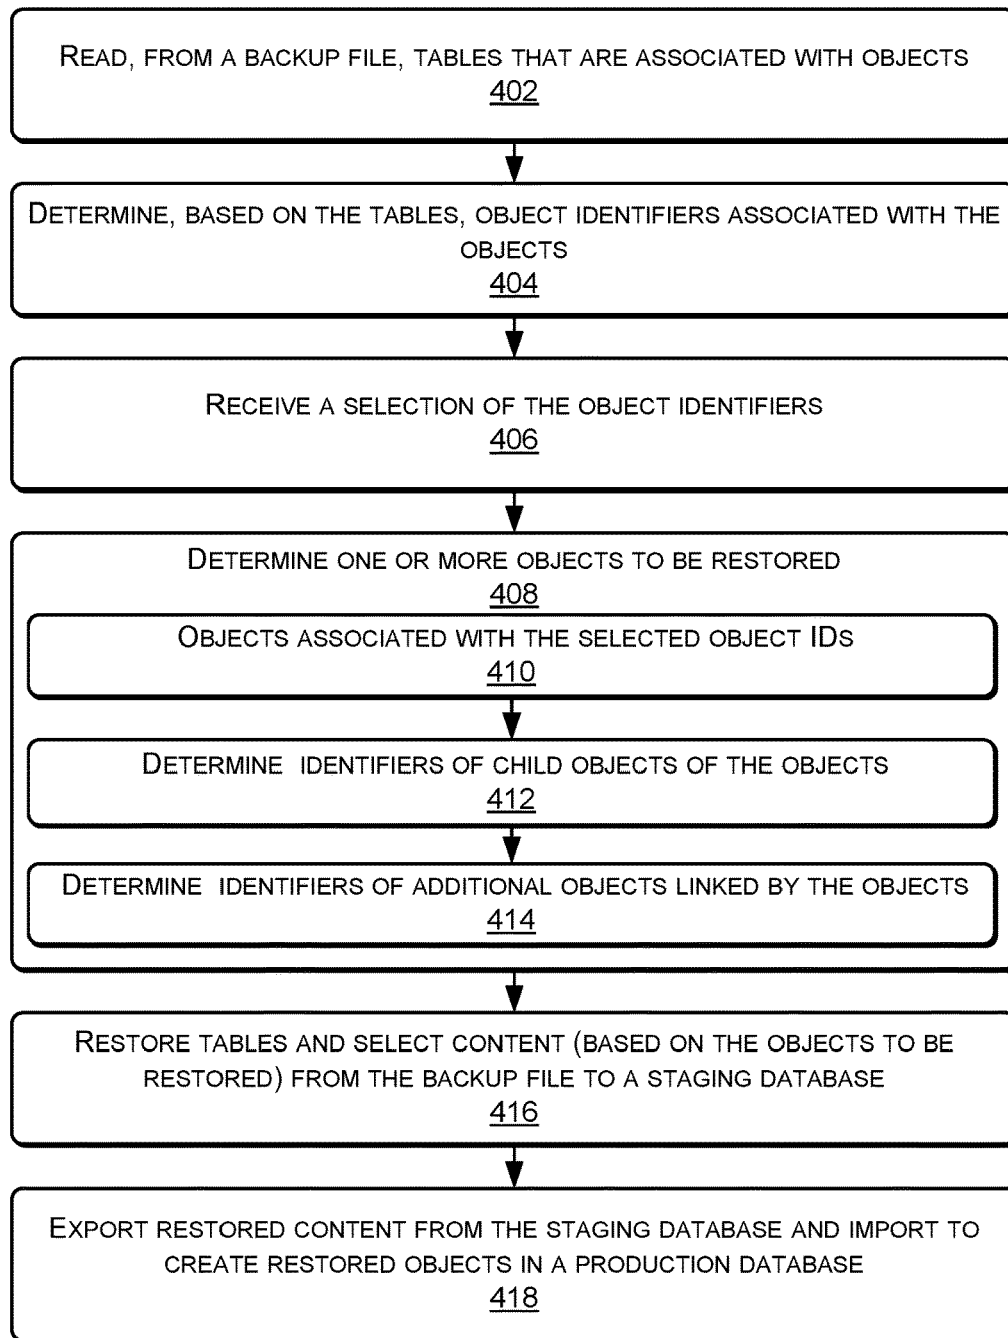 READ, FROM A BACKUP FILE, TABLES THAT ARE ASSOCIATED WITH OBJECTS
402
DETERMINE, BASED ON THE TABLES, OBJECT IDENTIFIERS ASSOCIATED WITH THE
OBJECTS
404
RECEIVE A SELECTION OF THE OBJECT IDENTIFIERS
406
DETERMINE ONE OR MORE OBJECTS TO BE RESTORED
408
OBJECTS ASSOCIATED WITH THE SELECTED OBJECT IDS
410
DETERMINE IDENTIFIERS OF CHILD OBJECTS OF THE OBJECTS
412
DETERMINE IDENTIFIERS OF ADDITIONAL OBJECTS LINKED BY THE OBJECTS
414
RESTORE TABLES AND SELECT CONTENT (BASED ON THE OBJECTS TO BE
RESTORED) FROM THE BACKUP FILE TO A STAGING DATABASE
416
EXPORT RESTORED CONTENT FROM THE STAGING DATABASE AND IMPORT TO
CREATE RESTORED OBJECTS IN A PRODUCTION DATABASE
418